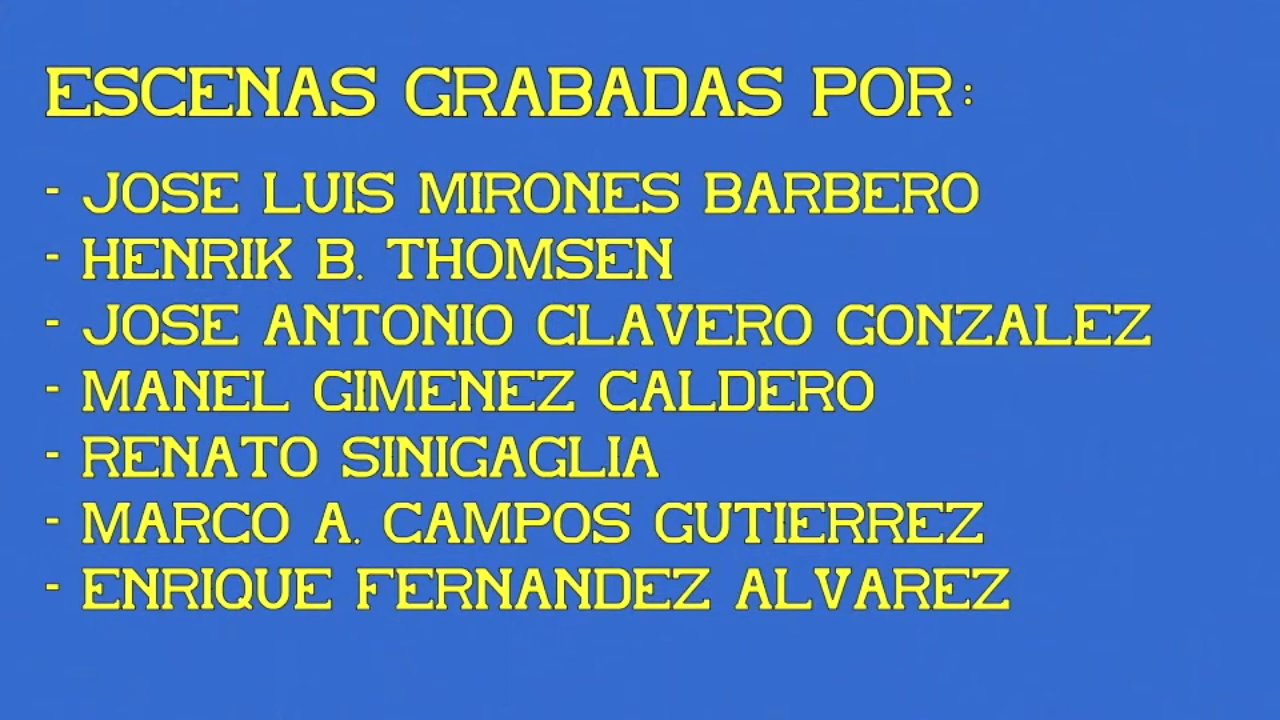 ESCENAS GRABADAS POR:
- JOSE LUIS MIRONES BARBERO
- HENRIK B. THOMSEN
- JOSE ANTONIO CLAVERO GONZALEZ
- MANEL GIMENEZ CALDERO
- RENATO SINIGAGLIA
- MARCO A. CAMPOS GUTIERREZ
- ENRIQUE FERNANDEZ ALVAREZ